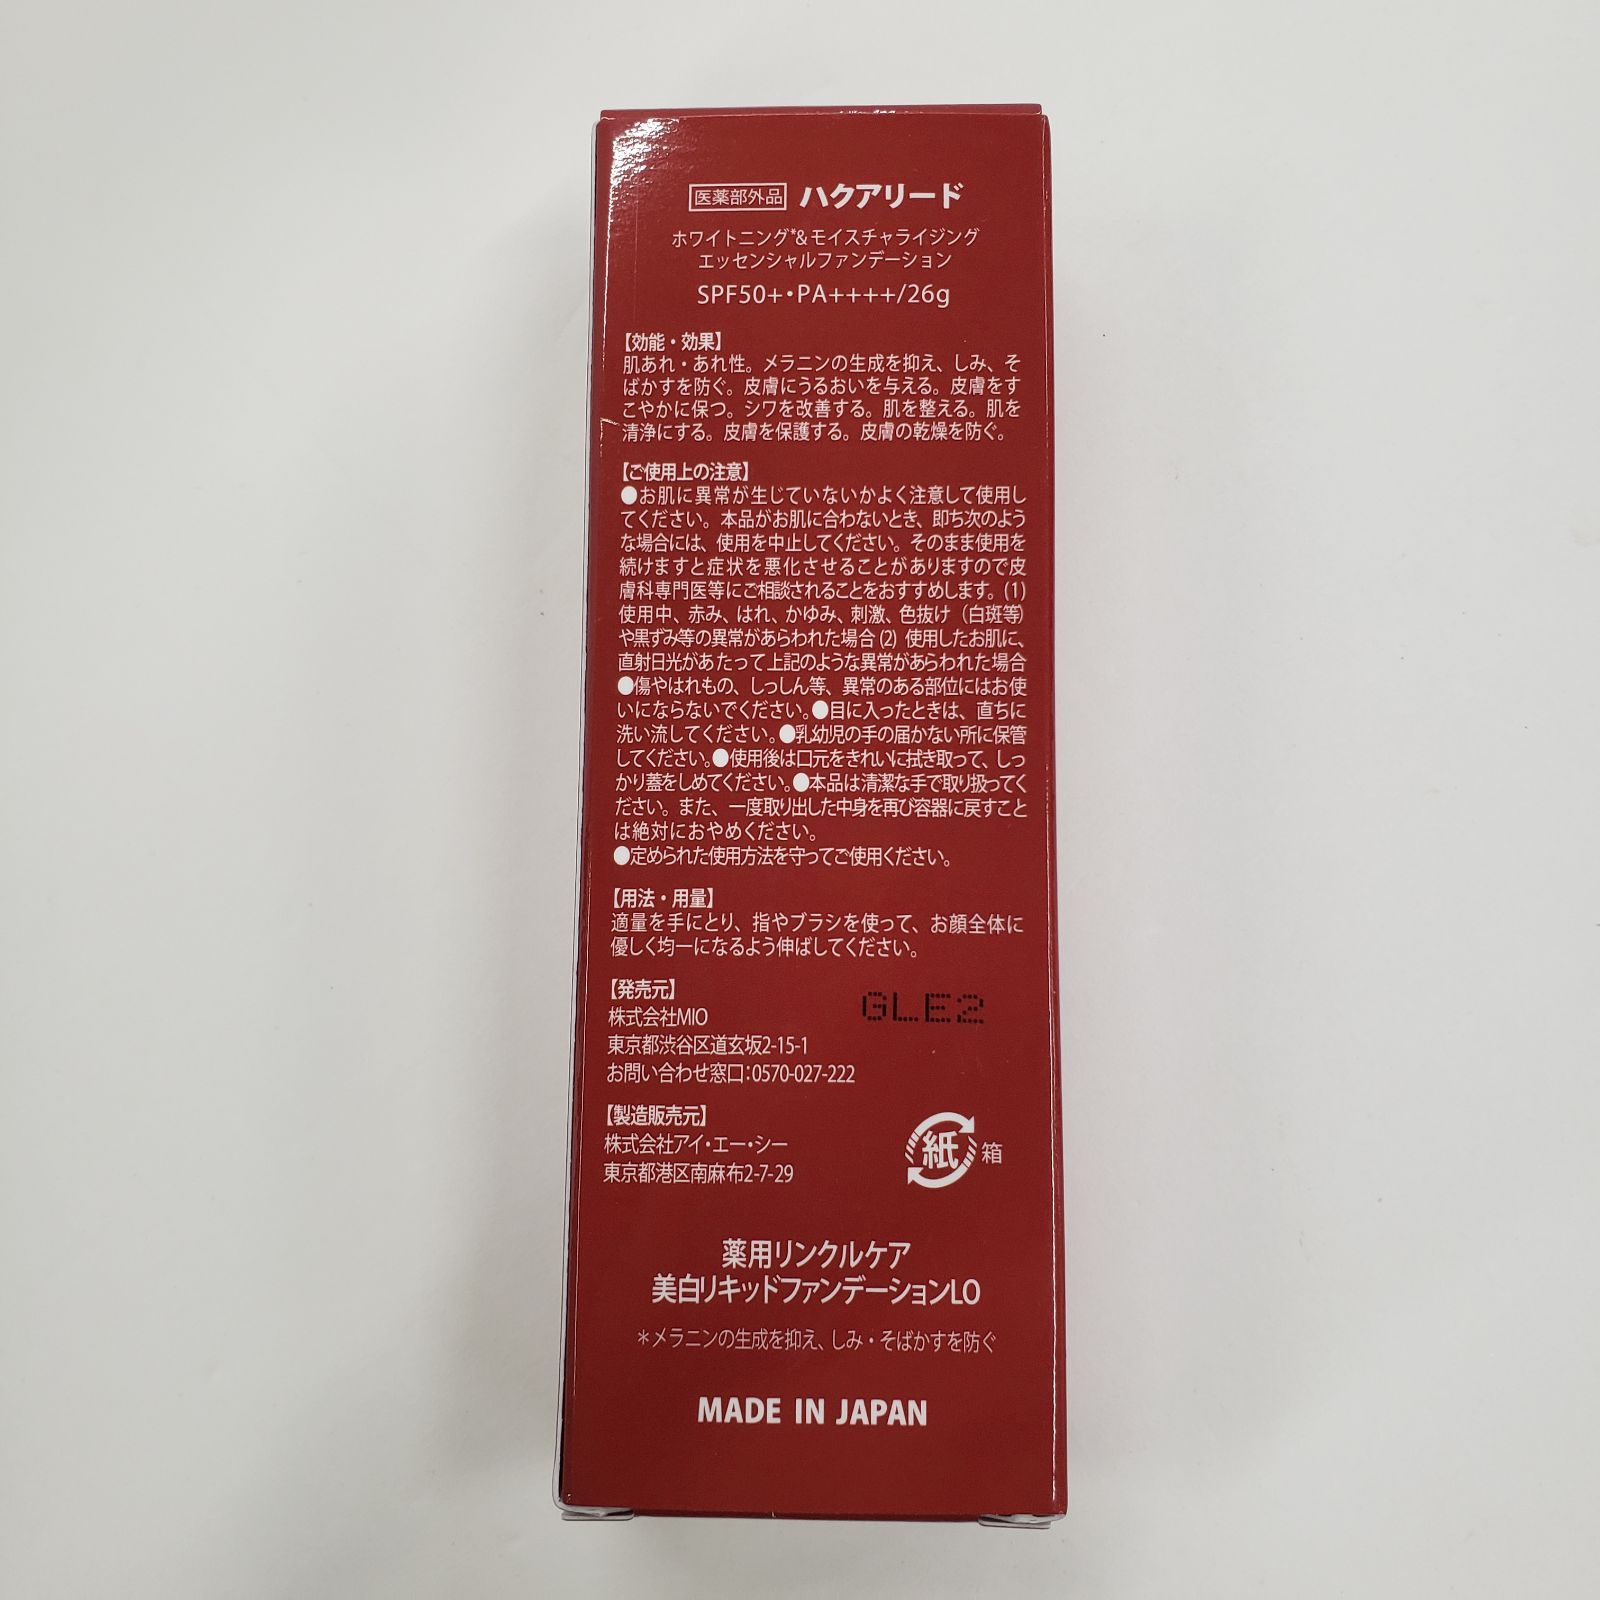 医薬部外品 ハクアリード
ホワイトニング*&モイスチャライジング
エッセンシャルファンデーション
SPF50+・PA++++/26g
【効能・効果】
肌あれ・あれ性。メラニンの生成を抑え、しみ、そ
ばかすを防ぐ。皮膚にうるおいを与える。皮膚をす
こやかに保つ。シワを改善する。肌を整える。肌を
清浄にする。皮膚を保護する。皮膚の乾燥を防ぐ。
【ご使用上の注意】
●お肌に異常が生じていないかよく注意して使用し
てください。本品がお肌に合わないとき、即ち次のよう
な場合には、使用を中止してください。そのまま使用を
続けますと症状を悪化させることがありますので皮
膚科専門医等にご相談されることをおすすめします。(1)
使用中、赤み、はれ、かゆみ、刺激、色抜け（白斑等）
や黒ずみ等の異常があらわれた場合(2) 使用したお肌に、
直射日光があたって上記のような異常があらわれた場合
●傷やはれもの、しっしん等、異常のある部位にはお使
いにならないでください。●目に入ったときは、直ちに
洗い流してください。●乳幼児の手の届かない所に保管
してください。●使用後は口元をきれいに拭き取って、しっ
かり蓋をしめてください。●本品は清潔な手で取り扱ってく
ださい。また、一度取り出した中身を再び容器に戻すこと
は絶対におやめください。
●定められた使用方法を守ってご使用ください。
【用法・用量】
適量を手にとり、指やブラシを使って、お顔全体に
優しく均一になるよう伸ばしてください。
【発売元】
株式会社MIO
東京都渋谷区道玄坂2-15-1
お問い合わせ窓口:0570-027-222
GLE2
【製造販売元】
株式会社アイ・エー・シー
東京都港区南麻布2-7-29
紙 箱
薬用リンクルケア
美白リキッドファンデーションLO
＊メラニンの生成を抑え、しみ・そばかすを防ぐ
MADE IN JAPAN